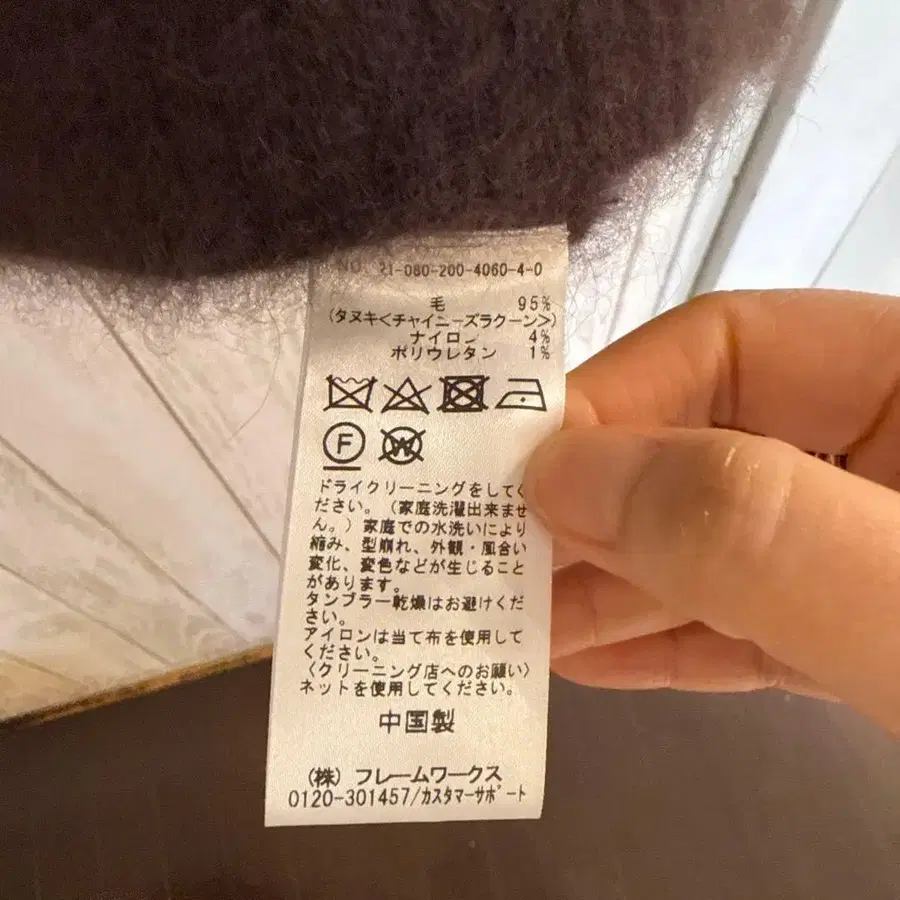 NO. 21-080-200-4060-4-0
毛 95%
(タヌキ<チャイニーズラクーン>)
ナイロン 4%
ポリウレタン 1%
F
W
ドライクリーニングをしてく
ださい。(家庭洗濯出来ませ
ん。)家庭での水洗いにより
縮み、型崩れ、外観・風合い
変化、変色などが生じること
があります。
タンブラー乾燥はお避けくだ
さい。
アイロンは当て布を使用して
ください。
〈クリーニング店へのお願い〉
ネットを使用してください。
中国製
(株) フレームワークス
0120-301457/カスタマーサポート